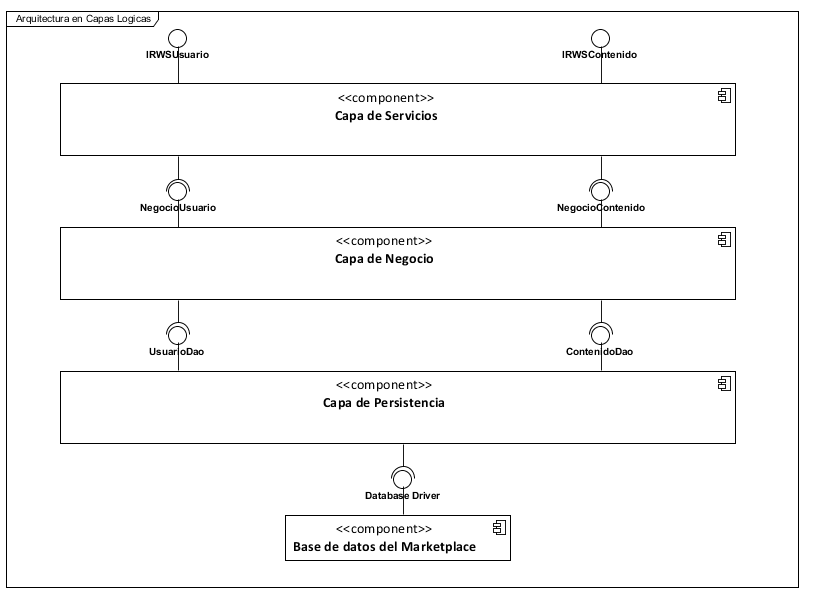 Arquitectura en Capas Logicas
IRWSUsuario
IRWSContenido
<<component>>
Capa de Servicios
NegocioUsuario
NegocioContenido
<<component>>
Capa de Negocio
UsuarioDao
ContenidoDao
<<component>>
Capa de Persistencia
Database Driver
<<component>>
Base de datos del Marketplace